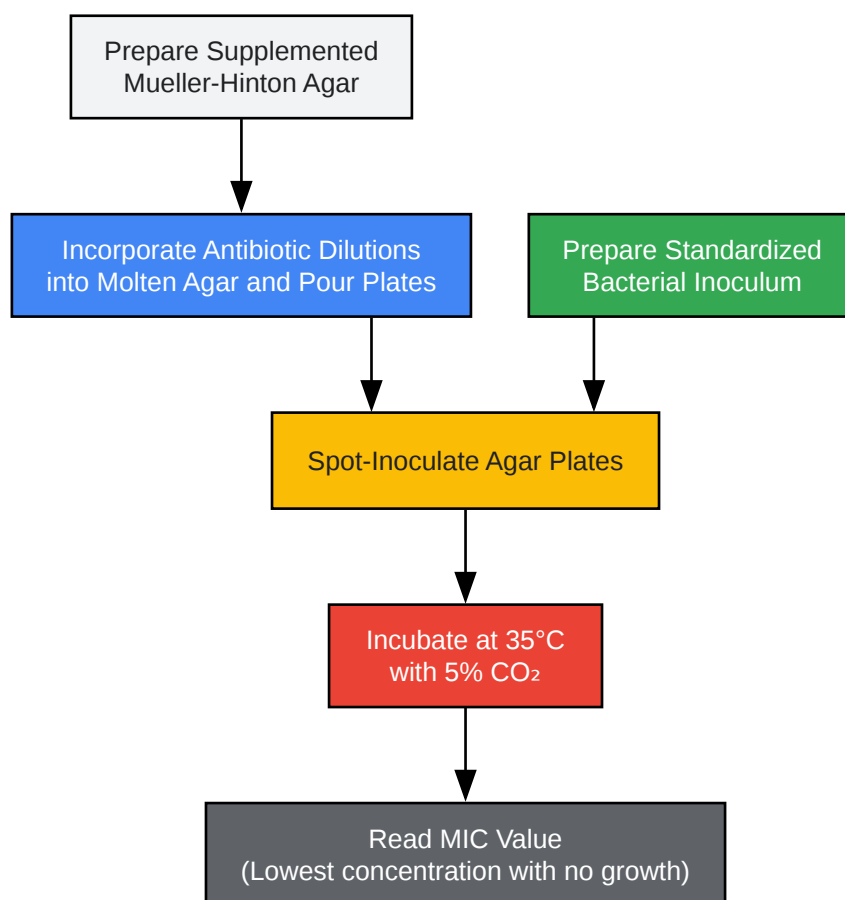 Prepare Supplemented
Mueller-Hinton Agar
Incorporate Antibiotic Dilutions
into Molten Agar and Pour Plates
Prepare Standardized
Bacterial Inoculum
Spot-Inoculate Agar Plates
Incubate at 35°C
with 5% CO₂
Read MIC Value
(Lowest concentration with no growth)